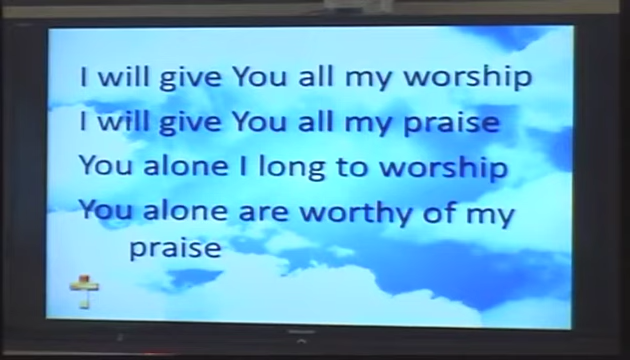 I will give You all my worship
I will give You all my praise
You alone I long to worship
You alone are worthy of my
praise